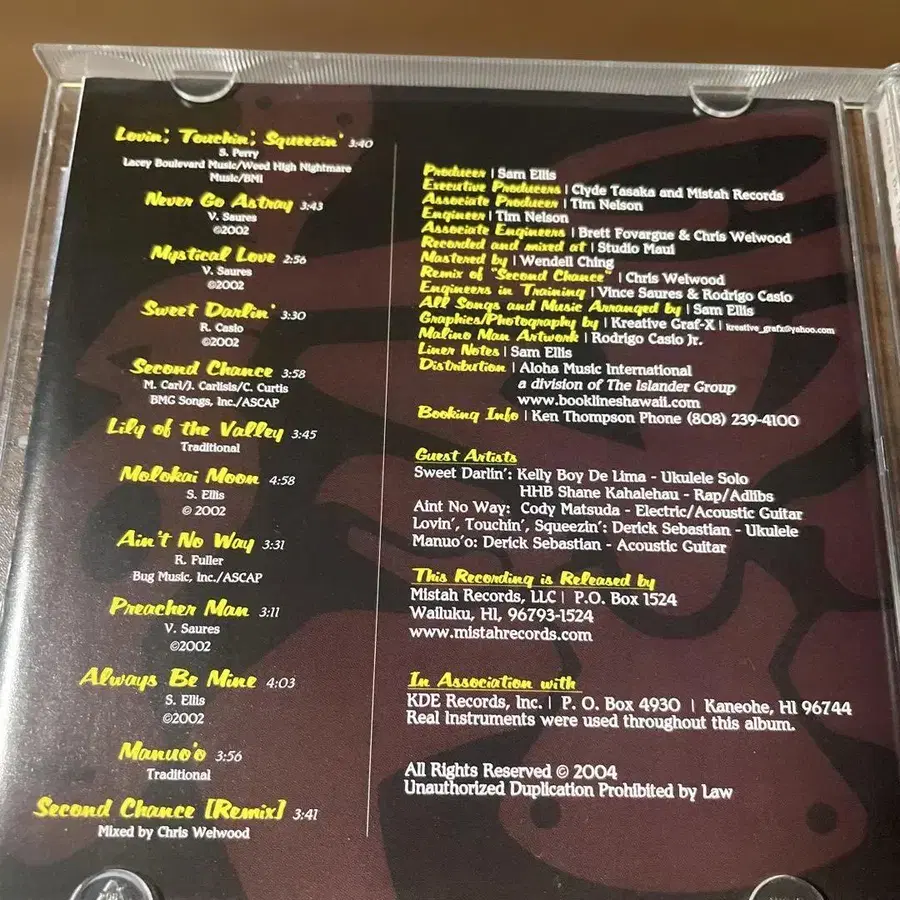 Lovin', Touchin', Squeezin' 3:40
S. Perry
Lacey Boulevard Music/Weed High Nightmare
Music/BMI
Never Go Astray 3:43
V. Saures
©2002
Mystical Love 2:56
V. Saures
©2002
Sweet Darlin' 3:30
R. Casio
©2002
Second Chance 3:58
M. Carl/J. Carlisis/C. Curtis
BMG Songs, Inc./ASCAP
Lily of the Valley 3:45
Traditional
Molokai Moon 4:58
S. Ellis
© 2002
Ain't No Way 3:31
R. Fuller
Bug Music, Inc./ASCAP
Preacher Man 3:11
V. Saures
©2002
Always Be Mine 4:03
S. Ellis
©2002
Manuo'o 3:56
Traditional
Second Chance [Remix] 3:41
Mixed by Chris Welwood
Producer | Sam Ellis
Executive Producers | Clyde Tasaka and Mistah Records
Associate Producer | Tim Nelson
Engineer | Tim Nelson
Associate Engineers | Brett Fovargue & Chris Welwood
Recorded and mixed at | Studio Maui
Mastered by | Wendell Ching
Remix of "Second Chance" | Chris Welwood
Engineers in Training | Vince Saures & Rodrigo Casio
All Songs and Music Arranged by | Sam Ellis
Graphics/Photography by | Kreative Graf-X | kreative_grafx@yahoo.com
Malino Man Artwork | Rodrigo Casio Jr.
Liner Notes | Sam Ellis
Distribution | Aloha Music International
a division of The Islander Group
www.booklineshawaii.com
Booking Info | Ken Thompson Phone (808) 239-4100
Guest Artists
Sweet Darlin': Kelly Boy De Lima - Ukulele Solo
HHB Shane Kahalehau - Rap/Adlibs
Aint No Way: Cody Matsuda - Electric/Acoustic Guitar
Lovin', Touchin', Squeezin': Derick Sebastian - Ukulele
Manuo'o: Derick Sebastian - Acoustic Guitar
This Recording is Released by
Mistah Records, LLC | P.O. Box 1524
Wailuku, HI, 96793-1524
www.mistahrecords.com
In Association with
KDE Records, Inc. | P. O. Box 4930 | Kaneohe, HI 96744
Real Instruments were used throughout this album.
All Rights Reserved © 2004
Unauthorized Duplication Prohibited by Law